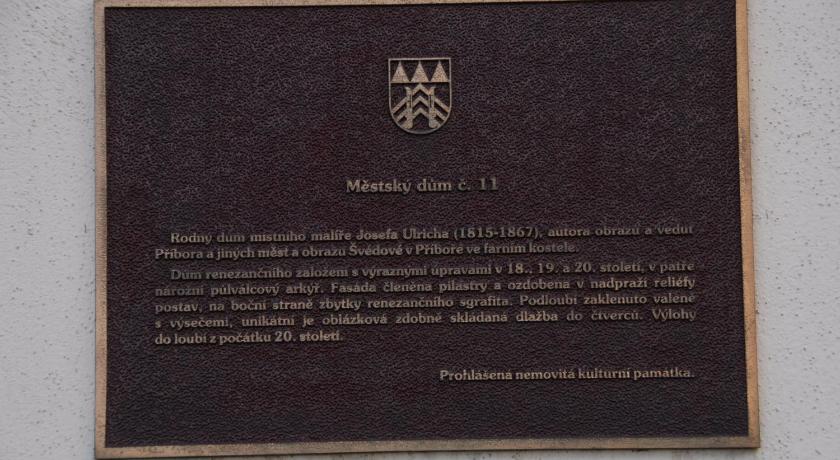 Městský dům č. 11
Rodný dům místního malíře Josefa Ulricha (1815-1867), autora obrazů a vedut
Příbora a jiných měst a obrazu Švédové v Příboře ve farním kostele.
Dům renezančního založení s výraznými úpravami v 18., 19. a 20. století, v patře
nárožní půlválcový arkýř. Fasáda členěna pilastry a ozdobena v nadpraží reliéfy
postav, na boční straně zbytky renezančního sgrafita. Podloubí zaklenuto valeně
s výsečemi, unikátní je oblázková zdobně skládaná dlažba do čtverců. Výlohy
do loubí z počátku 20. století.
Prohlášená nemovitá kulturní památka.